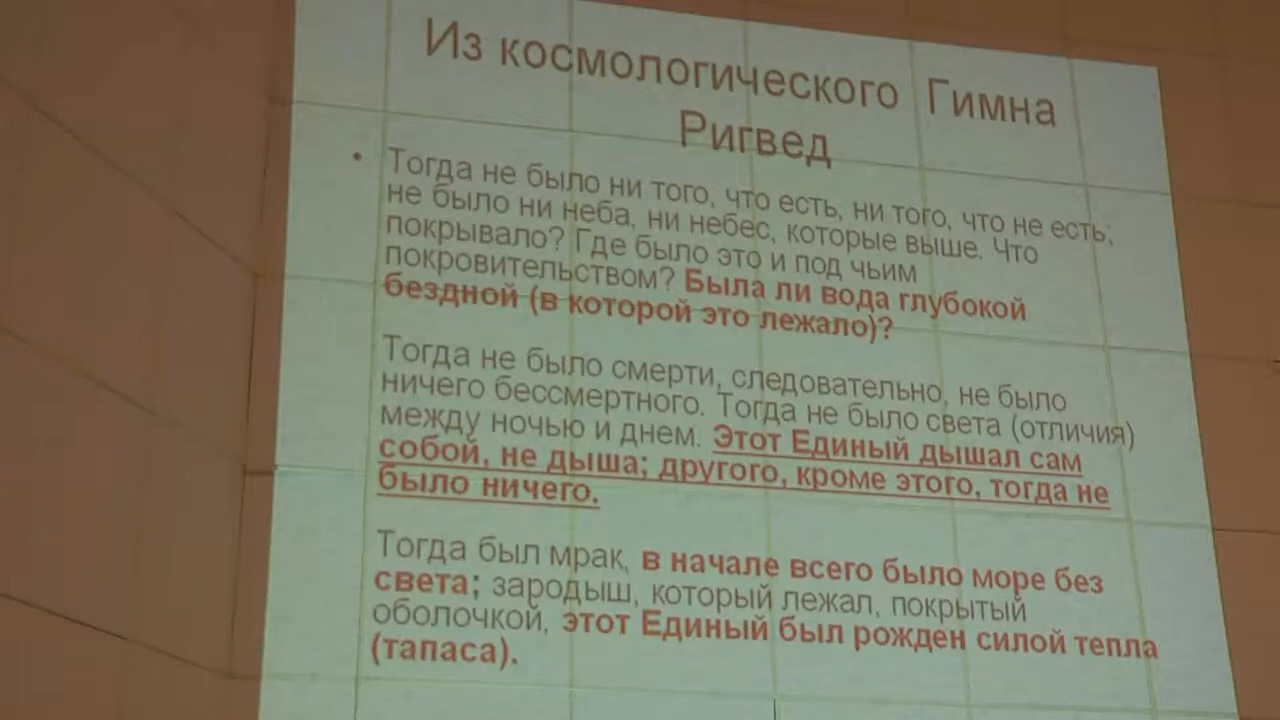 Из космологического Гимна
Ригвед
• Тогда не было ни того, что есть, ни того, что не есть;
не было ни неба, ни небес, которые выше. Что
покрывало? Где было это и под чьим
покровительством? Была ли вода глубокой
бездной (в которой это лежало)?
Тогда не было смерти, следовательно, не было
ничего бессмертного. Тогда не было света (отличия)
между ночью и днем. Этот Единый дышал сам
собой, не дыша; другого, кроме этого, тогда не
было ничего.
Тогда был мрак, в начале всего было море без
света; зародыш, который лежал, покрытый
оболочкой, этот Единый был рожден силой тепла
(тапаса).